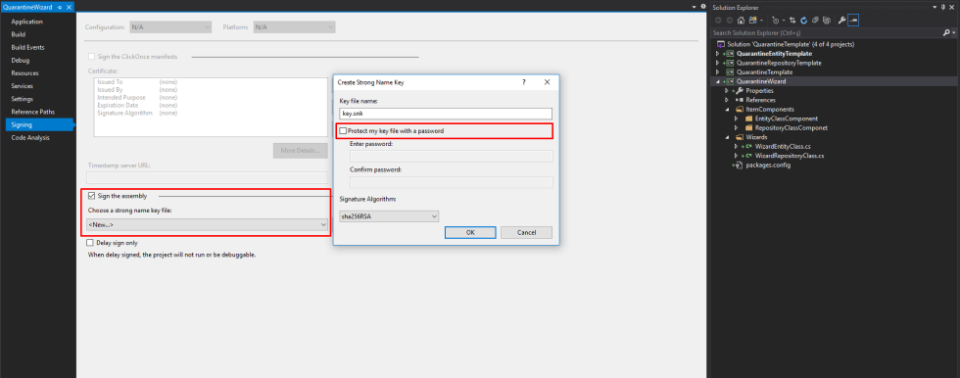 QuarantineWizard
Application
Build
Build Events
Debug
Resources
Services
Settings
Reference Paths
Signing
Code Analysis
Configuration: N/A Platform: N/A
Sign the ClickOnce manifests
Certificate:
Issued To (none)
Issued By (none)
Intended Purpose (none)
Expiration Date (none)
Signature Algorithm (none)
More Details...
Timestamp server URL:
Sign the assembly
Choose a strong name key file:
<New...>
Delay sign only
When delay signed, the project will not run or be debuggable.
Create Strong Name Key
? ×
Key file name:
key.snk
Protect my key file with a password
Enter password:
Confirm password:
Signature Algorithm:
sha256RSA
OK Cancel
Solution Explorer
Search Solution Explorer (Ctrl+ç)
Solution 'QuarantineTemplate' (4 of 4 projects)
QuarantineEntityTemplate
QuarantineRepositoryTemplate
QuarantineTemplate
QuarantineWizard
Properties
References
ItemComponents
EntityClassComponent
RepositoryClassComponet
Wizards
WizardEntityClass.cs
WizardRepositoryClass.cs
packages.config